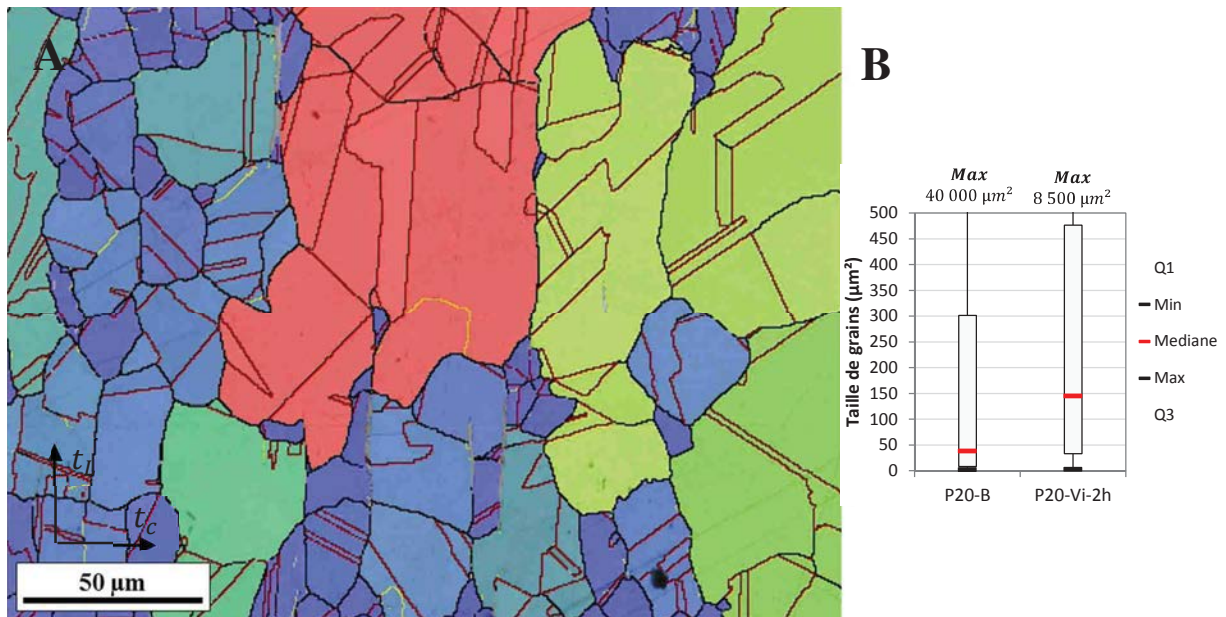 A
t_l
t_c
50 µm
B
Max Max
40 000 µm² 8 500 µm²
Taille de grains (µm²)
500
450
400
350
300
250
200
150
100
50
0
P20-B P20-Vi-2h
Q1
Min
Mediane
Max
Q3